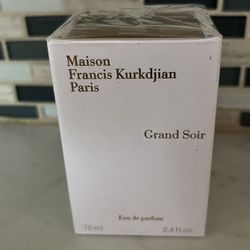 Maison
Francis Kurkdjian
Paris
Grand Soir
Eau de parfum
70 ml 2.4 fl.oz.